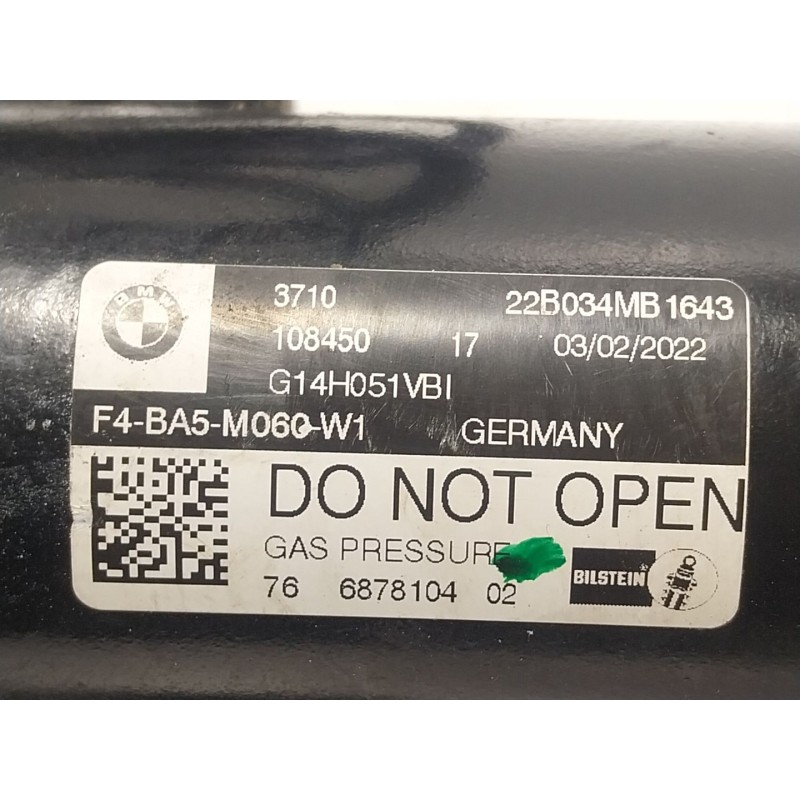 BMW
3710 22B034MB1643
108450 17 03/02/2022
G14H051VBI
F4-BA5-M060-W1 GERMANY
DO NOT OPEN
GAS PRESSURE
76 6878104 02
BILSTEIN